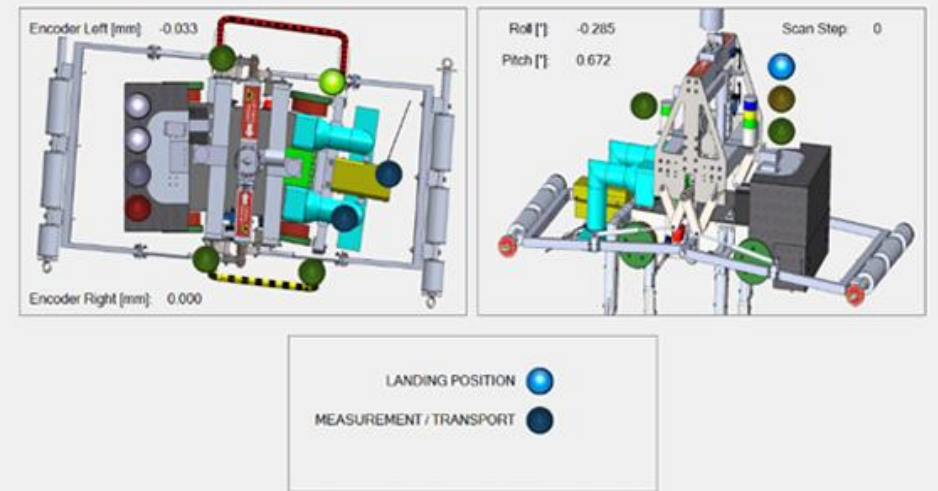 Encoder Left [mm]: -0.033
Encoder Right [mm]: 0.000
Roll [°]: -0.285
Scan Step: 0
Pitch [°]: 0.672
LANDING POSITION
MEASUREMENT / TRANSPORT